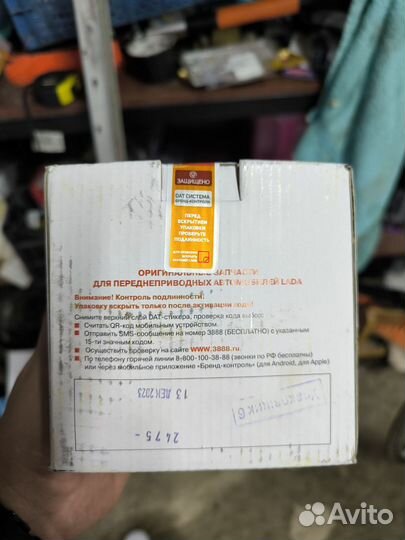 ЗАЩИЩЕНО
DAT СИСТЕМА
БРЕНД-КОНТРОЛЬ
ПЕРЕД
ВСКРЫТИЕМ
УПАКОВКИ
ПРОВЕРЬТЕ
ПОДЛИННОСТЬ
ОРИГИНАЛЬНЫЕ ЗАПЧАСТИ
ДЛЯ ПЕРЕДНЕПРИВОДНЫХ АВТОМОБИЛЕЙ LADA
Внимание! Контроль подлинности:
Упаковку вскрыть только после активации кода!
Снимите верхний слой DAT-стикера, проверка кода
Считать QR-код мобильным устройством.
Отправить SMS-сообщение на номер 3888 (БЕСПЛАТНО) с указанным
15-ти значным кодом.
Осуществить проверку на сайте www.3888.ru.
По телефону горячей линии 8-800-100-38-88 (звонки по РФ бесплатны)
или через мобильное приложение «Бренд-контроль» (для Android, для Apple)
13 ДЕК 2023
2475-
Avito